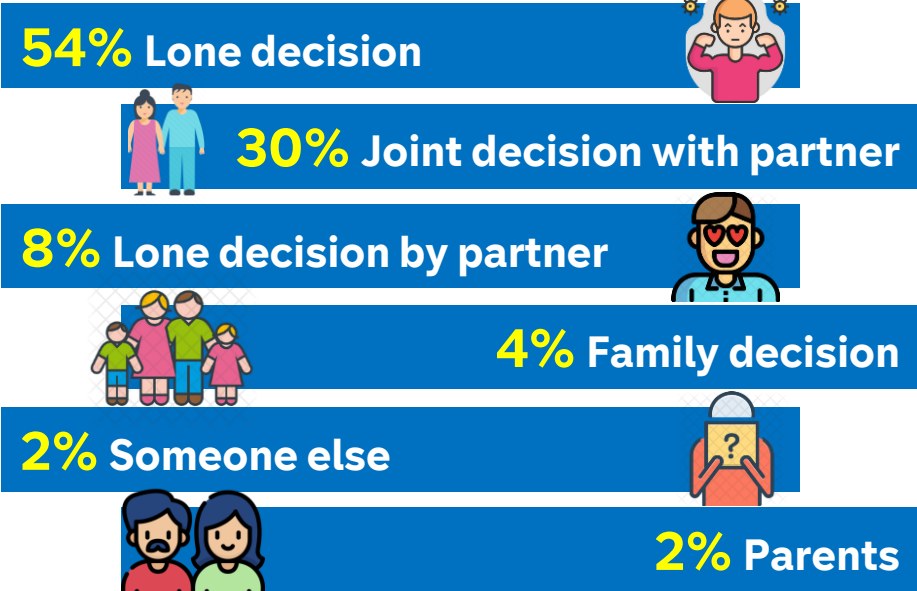 54% Lone decision
30% Joint decision with partner
8% Lone decision by partner
4% Family decision
?
2% Someone else
2% Parents